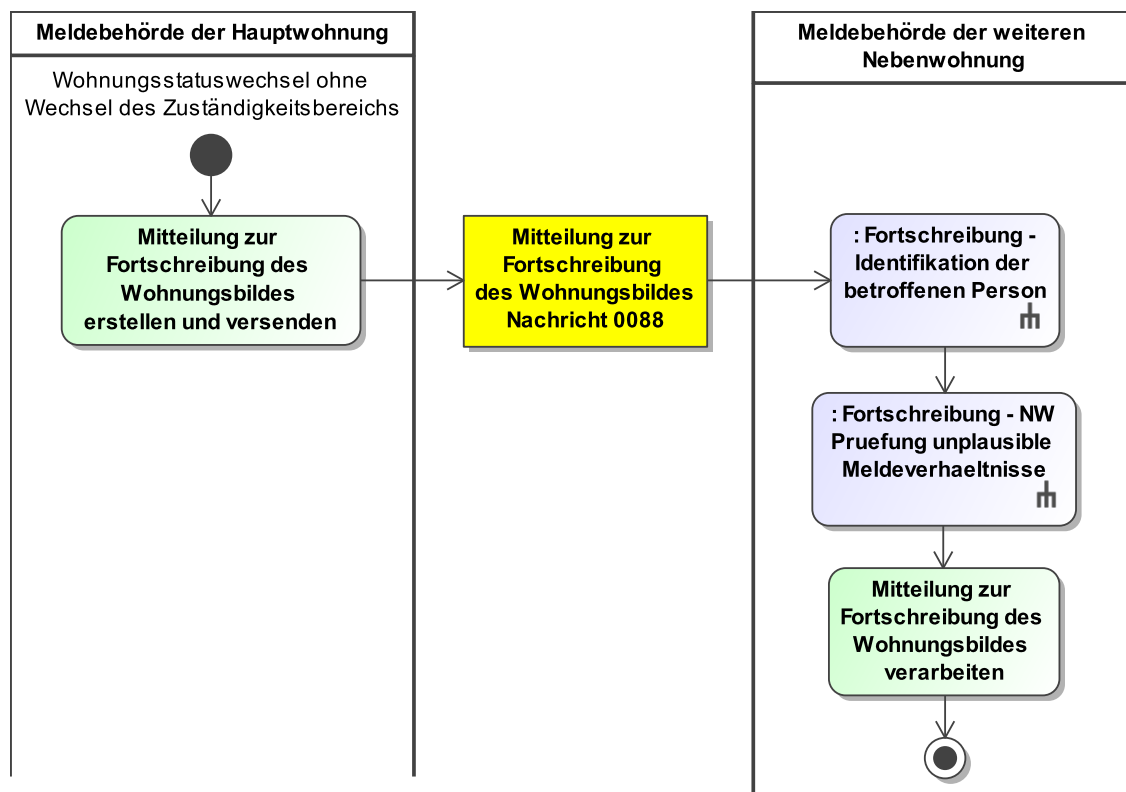 Meldebehörde der Hauptwohnung
Wohnungsstatuswechsel ohne
Wechsel des Zuständigkeitsbereichs
Mitteilung zur
Fortschreibung des
Wohnungsbildes
erstellen und versenden
Mitteilung zur
Fortschreibung
des Wohnungsbildes
Nachricht 0088
Meldebehörde der weiteren
Nebenwohnung
: Fortschreibung -
Identifikation der
betroffenen Person
: Fortschreibung - NW
Pruefung unplausible
Meldeverhaeltnisse
Mitteilung zur
Fortschreibung des
Wohnungsbildes
verarbeiten